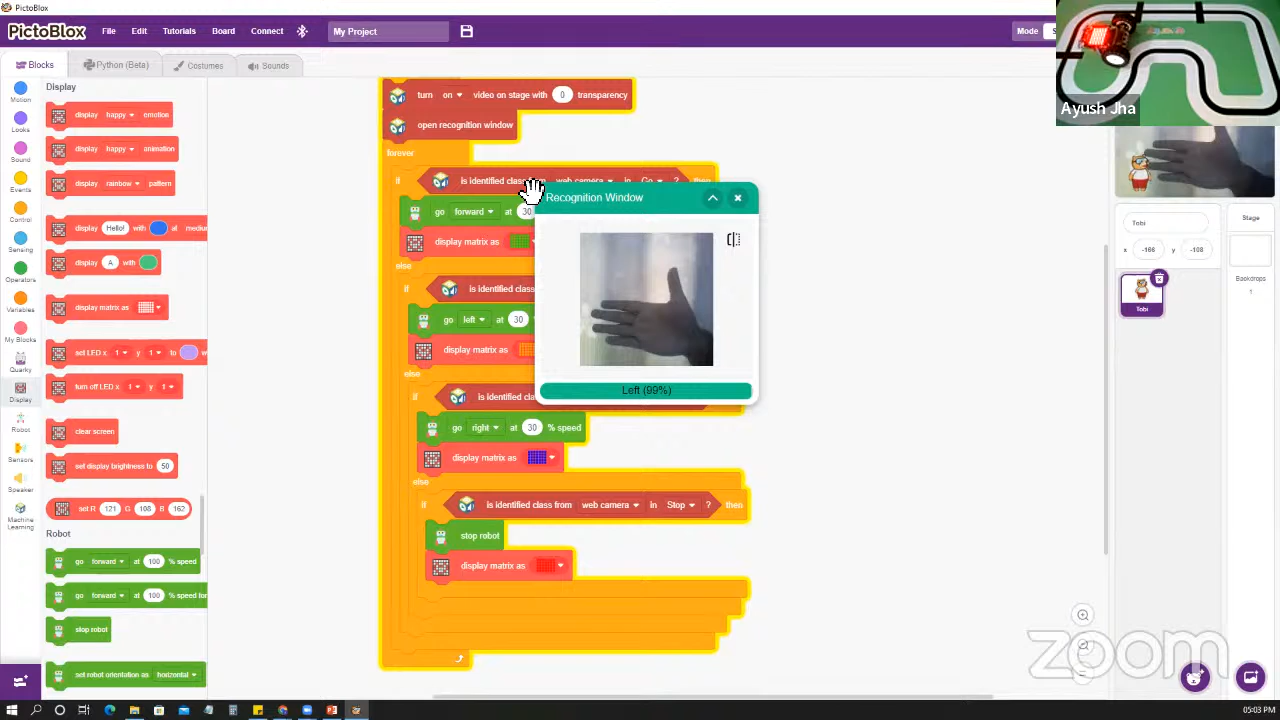 PictoBlox
PictoBlox File Edit Tutorials Board Connect My Project Mode
Blocks Python (Beta) Costumes Sounds
Ayush Jha
Motion
Looks
Sound
Events
Control
Sensing
Operators
Variables
My Blocks
Quarky
Display
Robot
Sensors
Speaker
Machine
Learning
Display
display happy emotion
display happy animation
display rainbow pattern
display Hello! with at medium
display A with
display matrix as
set LED x 1 y 1 to
turn off LED x 1 y 1
clear screen
set display brightness to 50
set R 121 G 108 B 162
Robot
go forward at 100 % speed
go forward at 100 % speed for
stop robot
set robot orientation as horizontal
turn on video on stage with 0 transparency
open recognition window
forever
if is identified class web camera in Go ? then
go forward at 30
display matrix as
else
if is identified class
go left at 30
display matrix as
else
if is identified
go right at 30 % speed
display matrix as
else
if is identified class from web camera in Stop ? then
stop robot
display matrix as
Recognition Window
Left (99%)
Tobi
x -166 y -108
Tobi
Stage
Backdrops
1
zoom
05:03 PM